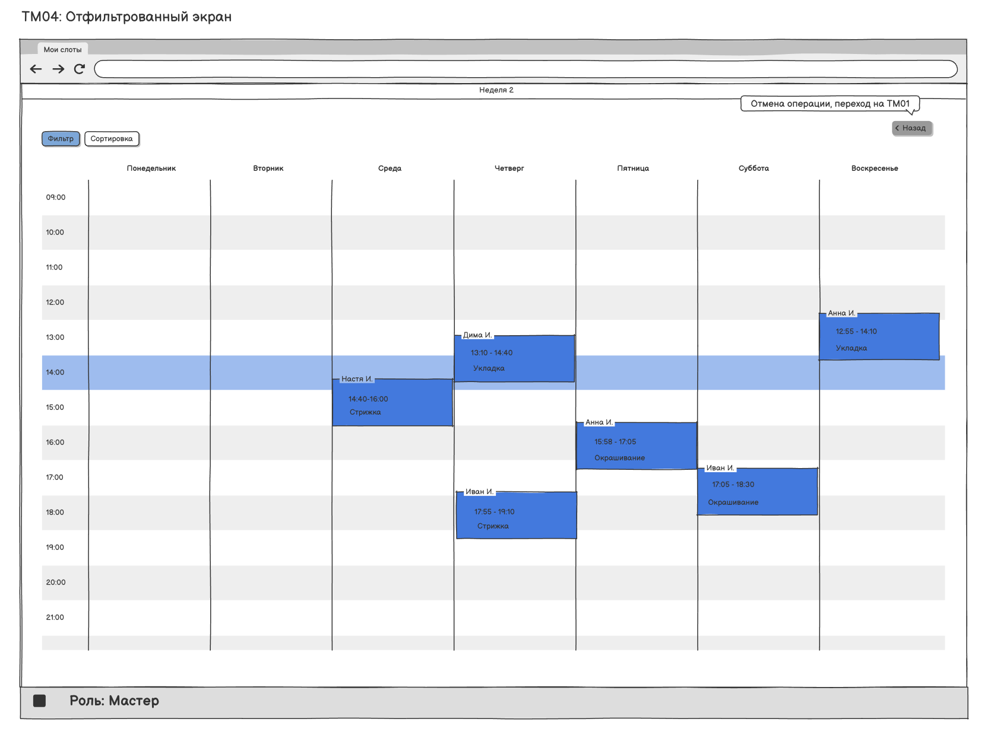 TM04: Отфильтрованный экран
Мои слоты
Неделя 2
Отмена операции, переход на TM01
Назад
Фильтр
Сортировка
Понедельник Вторник Среда Четверг Пятница Суббота Воскресенье
09:00
10:00
11:00
12:00
Анна И.
12:55 - 14:10
Укладка
13:00
Дима И.
13:10 - 14:40
Укладка
14:00
Настя И.
14:40-16:00
Стрижка
15:00
Анна И.
15:58 - 17:05
Окрашивание
16:00
Иван И.
17:05 - 18:30
Окрашивание
17:00
Иван И.
17:55 - 19:10
Стрижка
18:00
19:00
20:00
21:00
Роль: Мастер